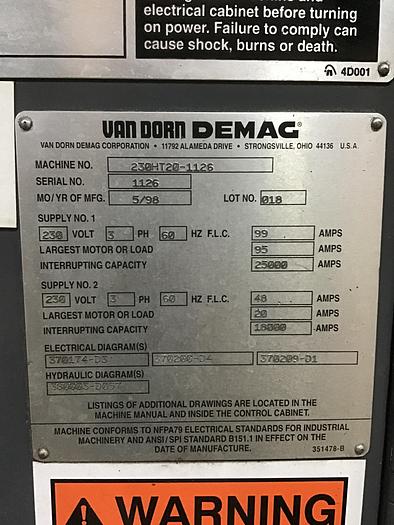 electrical cabinet before turning
on power. Failure to comply can
cause shock, burns or death.
4D001
VAN DORN DEMAG
VAN DORN DEMAG CORPORATION • 11792 ALAMEDA DRIVE • STRONGSVILLE, OHIO 44136 U.S.A.
MACHINE NO. 230HT20-1126
SERIAL NO. 1126
MO/YR OF MFG. 5/98 LOT NO. 018
SUPPLY NO. 1
230 VOLT 3 PH 60 HZ F.L.C. 99 AMPS
LARGEST MOTOR OR LOAD 95 AMPS
INTERRUPTING CAPACITY 25000 AMPS
SUPPLY NO. 2
230 VOLT 3 PH 60 HZ F.L.C. 48 AMPS
LARGEST MOTOR OR LOAD 20 AMPS
INTERRUPTING CAPACITY 18000 AMPS
ELECTRICAL DIAGRAM(S)
370174-D3 370200-D4 370209-D1
HYDRAULIC DIAGRAM(S)
LISTINGS OF ADDITIONAL DRAWINGS ARE LOCATED IN THE
MACHINE MANUAL AND INSIDE THE CONTROL CABINET.
MACHINE CONFORMS TO NFPA79 ELECTRICAL STANDARDS FOR INDUSTRIAL
MACHINERY AND ANSI/SPI STANDARD B151.1 IN EFFECT ON THE
DATE OF MANUFACTURE.
351478-B
WARNING